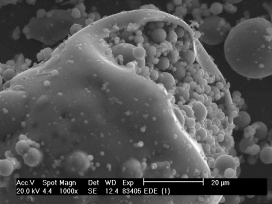 Acc.V Spot Magn Det WD Exp 20 µm
20.0 kV 4.4 1000x SE 12.4 83405 EDE (1)